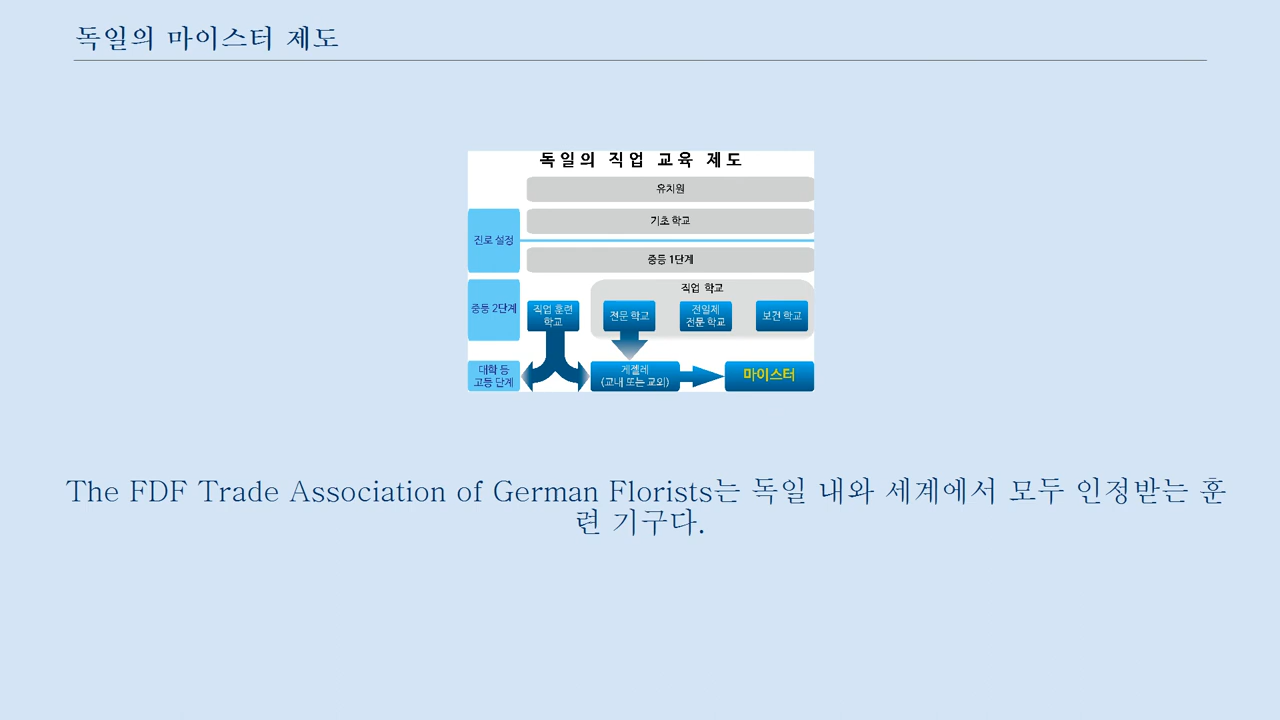 독일의 마이스터 제도
독일의 직업 교육 제도
유치원
기초 학교
진로 설정
중등 1단계
직업 학교
중등 2단계
직업 훈련
학교
전문 학교
전일제
전문 학교
보건 학교
대학 등
고등 단계
게젤레
(교내 또는 교외)
마이스터
The FDF Trade Association of German Florists는 독일 내와 세계에서 모두 인정받는 훈
련 기구다.